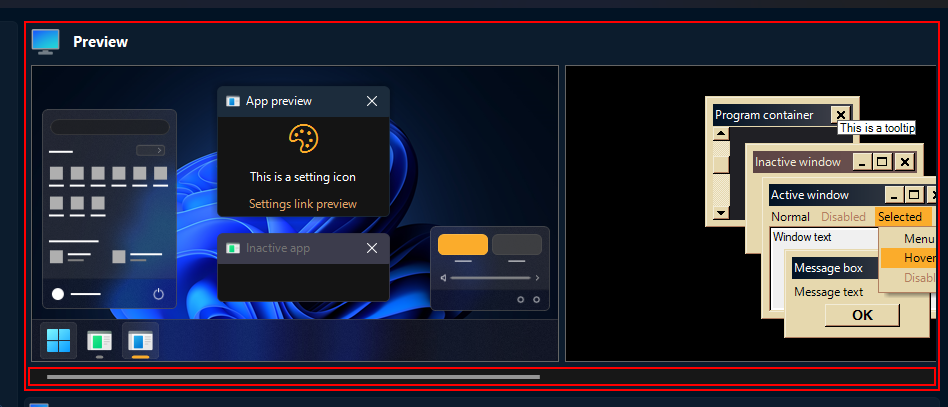 Preview
App preview
This is a setting icon
Settings link preview
Inactive app
Program container
This is a tooltip
Inactive window
Active window
Normal Disabled Selected
Window text
Menu
Hover
Message box
Message text
OK